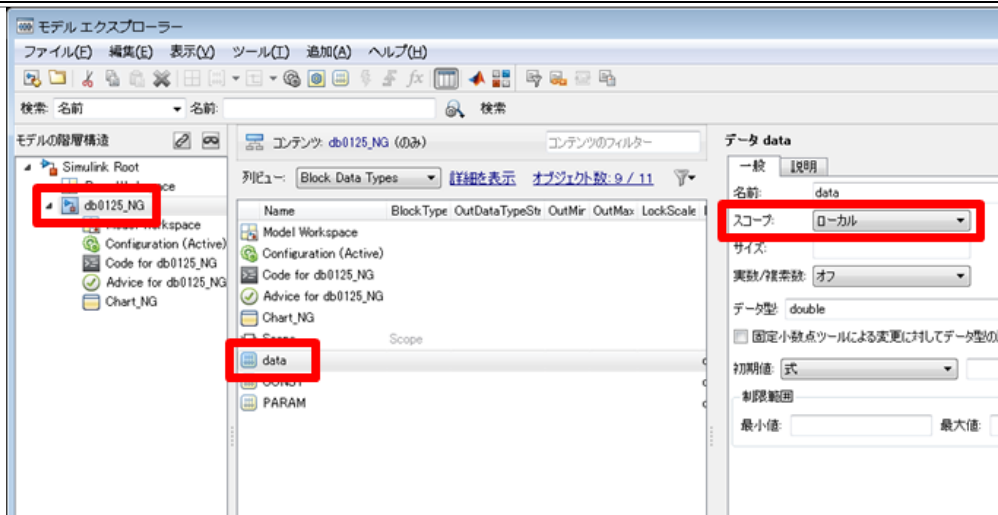 モデル エクスプローラー
ファイル(F) 編集(E) 表示(V) ツール(T) 追加(A) ヘルプ(H)
検索: 名前 名前: 検索
モデルの階層構造
Simulink Root
db0125_NG
Configuration (Active)
Code for db0125_NG
Advice for db0125_NG
Chart_NG
コンテンツ: db0125_NG (のみ) コンテンツのフィルター
列ビュー: Block Data Types 詳細を表示 オブジェクト数: 9 / 11
Name BlockType OutDataTypeStr OutMin OutMax LockScale
Model Workspace
Configuration (Active)
Code for db0125_NG
Advice for db0125_NG
Chart_NG
Scope Scope
data
CONST
PARAM
データ data
一般 説明
名前: data
スコープ: ローカル
サイズ:
実数/複素数: オフ
データ型: double
固定小数点ツールによる変更に対してデータ型の
初期値: 式
制限範囲
最小値: 最大値: